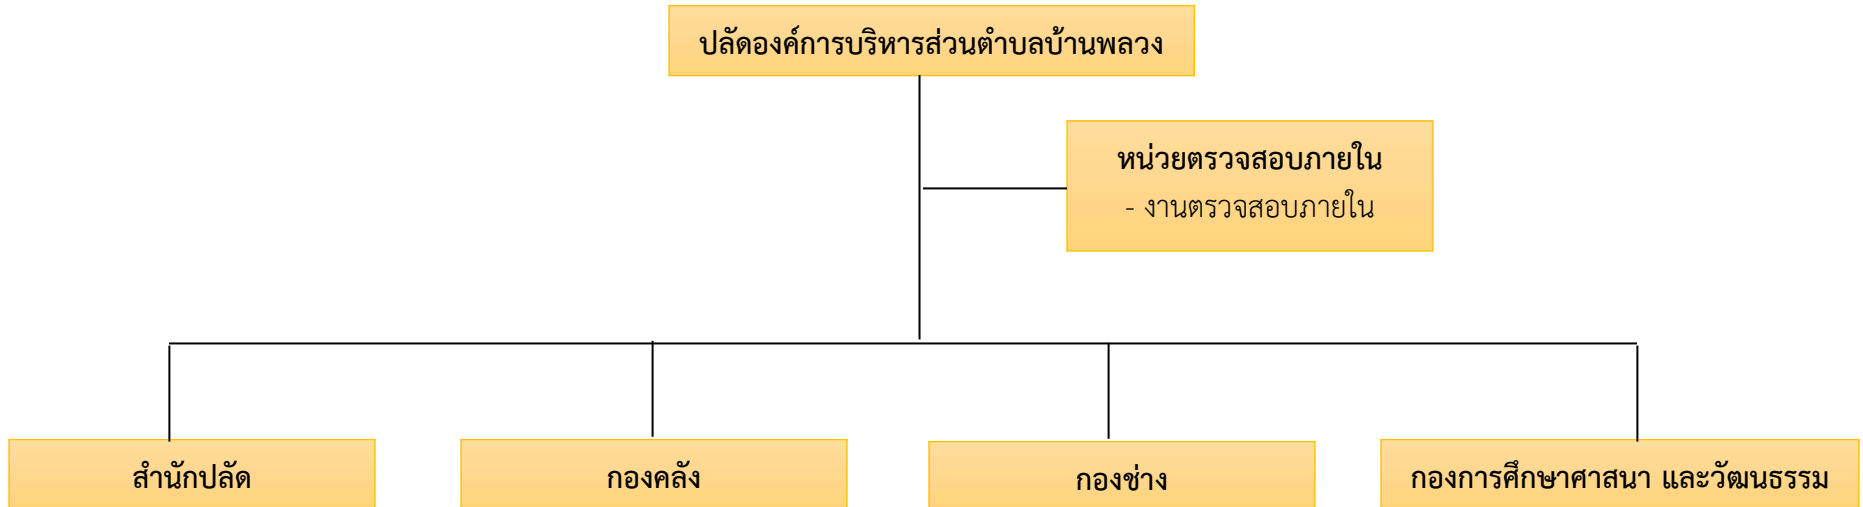 ปลัดองค์การบริหารส่วนตำบลบ้านพลวง
หน่วยตรวจสอบภายใน
- งานตรวจสอบภายใน
สำนักปลัด
กองคลัง
กองช่าง
กองการศึกษาศาสนา และวัฒนธรรม